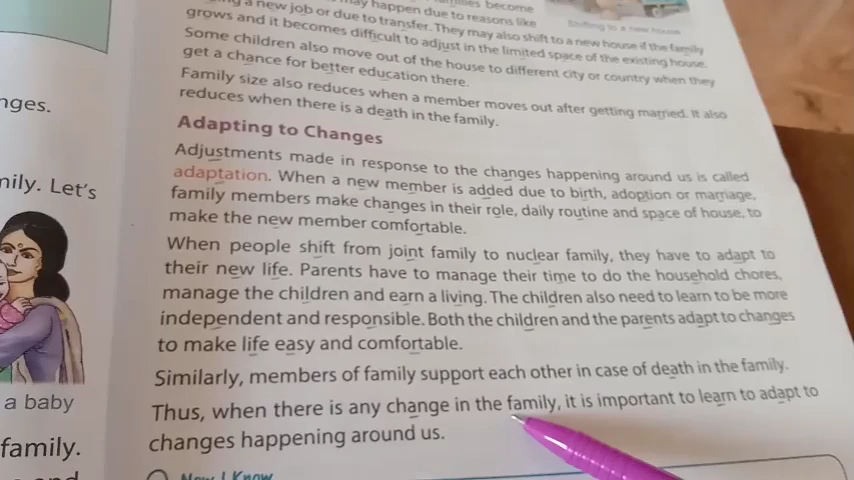 families become
a new job or due to transfer. They may also shift to a new house if the family
may happen due to reasons like
grows and it becomes difficult to adjust in the limited space of the existing house.
Some children also move out of the house to different city or country when they
get a chance for better education there.
Family size also reduces when a member moves out after getting married. It also
reduces when there is a death in the family.
Shifting to a new house
Adapting to Changes
Adjustments made in response to the changes happening around us is called
adaptation. When a new member is added due to birth, adoption or marriage,
family members make changes in their role, daily routine and space of house, to
make the new member comfortable.
When people shift from joint family to nuclear family, they have to adapt to
their new life. Parents have to manage their time to do the household chores,
manage the children and earn a living. The children also need to learn to be more
independent and responsible. Both the children and the parents adapt to changes
to make life easy and comfortable.
Similarly, members of family support each other in case of death in the family.
Thus, when there is any change in the family, it is important to learn to adapt to
changes happening around us.
Now I Know
nges.
mily. Let's
a baby
family.